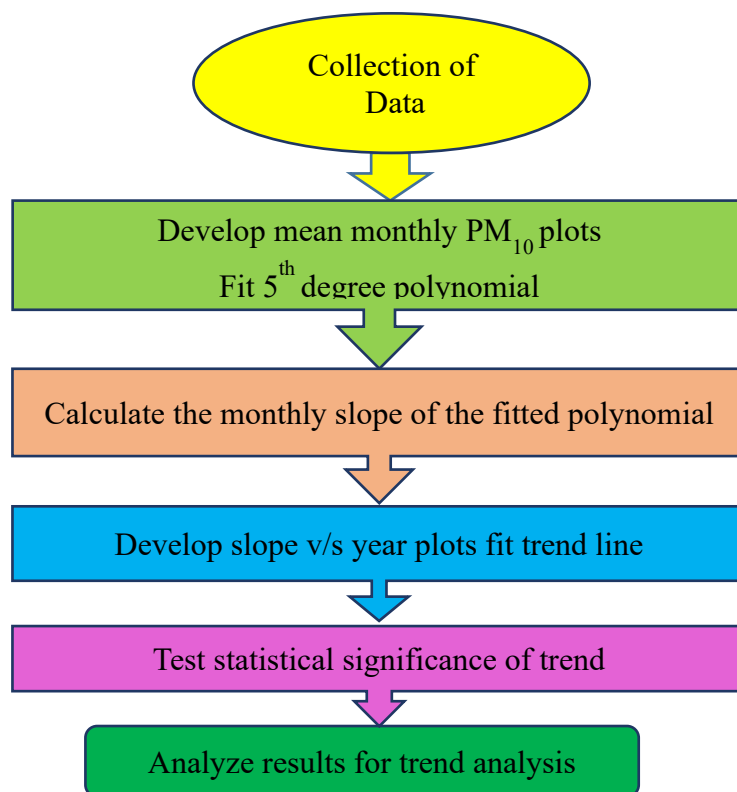 Collection of
Data
Develop mean monthly PM₁₀ plots
Fit 5ᵗʰ degree polynomial
Calculate the monthly slope of the fitted polynomial
Develop slope v/s year plots fit trend line
Test statistical significance of trend
Analyze results for trend analysis